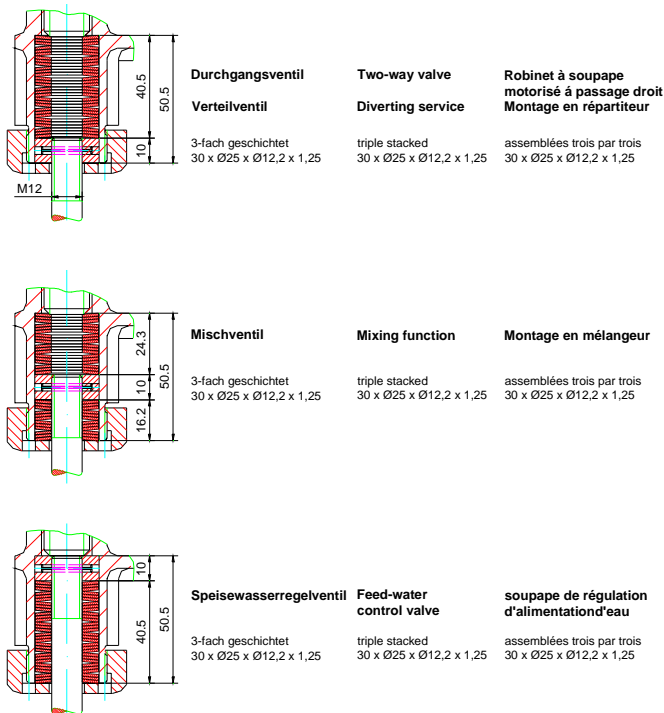 40.5
50.5
10
M12
Durchgangsventil
Verteilventil
3-fach geschichtet
30 x Ø25 x Ø12,2 x 1,25
Two-way valve
Diverting service
triple stacked
30 x Ø25 x Ø12,2 x 1,25
Robinet à soupape
motorisé á passage droit
Montage en répartiteur
assemblées trois par trois
30 x Ø25 x Ø12,2 x 1,25
24.3
50.5
10
16.2
Mischventil
3-fach geschichtet
30 x Ø25 x Ø12,2 x 1,25
Mixing function
triple stacked
30 x Ø25 x Ø12,2 x 1,25
Montage en mélangeur
assemblées trois par trois
30 x Ø25 x Ø12,2 x 1,25
10
50.5
40.5
Speisewasserregelventil
3-fach geschichtet
30 x Ø25 x Ø12,2 x 1,25
Feed-water
control valve
triple stacked
30 x Ø25 x Ø12,2 x 1,25
soupape de régulation
d'alimentationd'eau
assemblées trois par trois
30 x Ø25 x Ø12,2 x 1,25